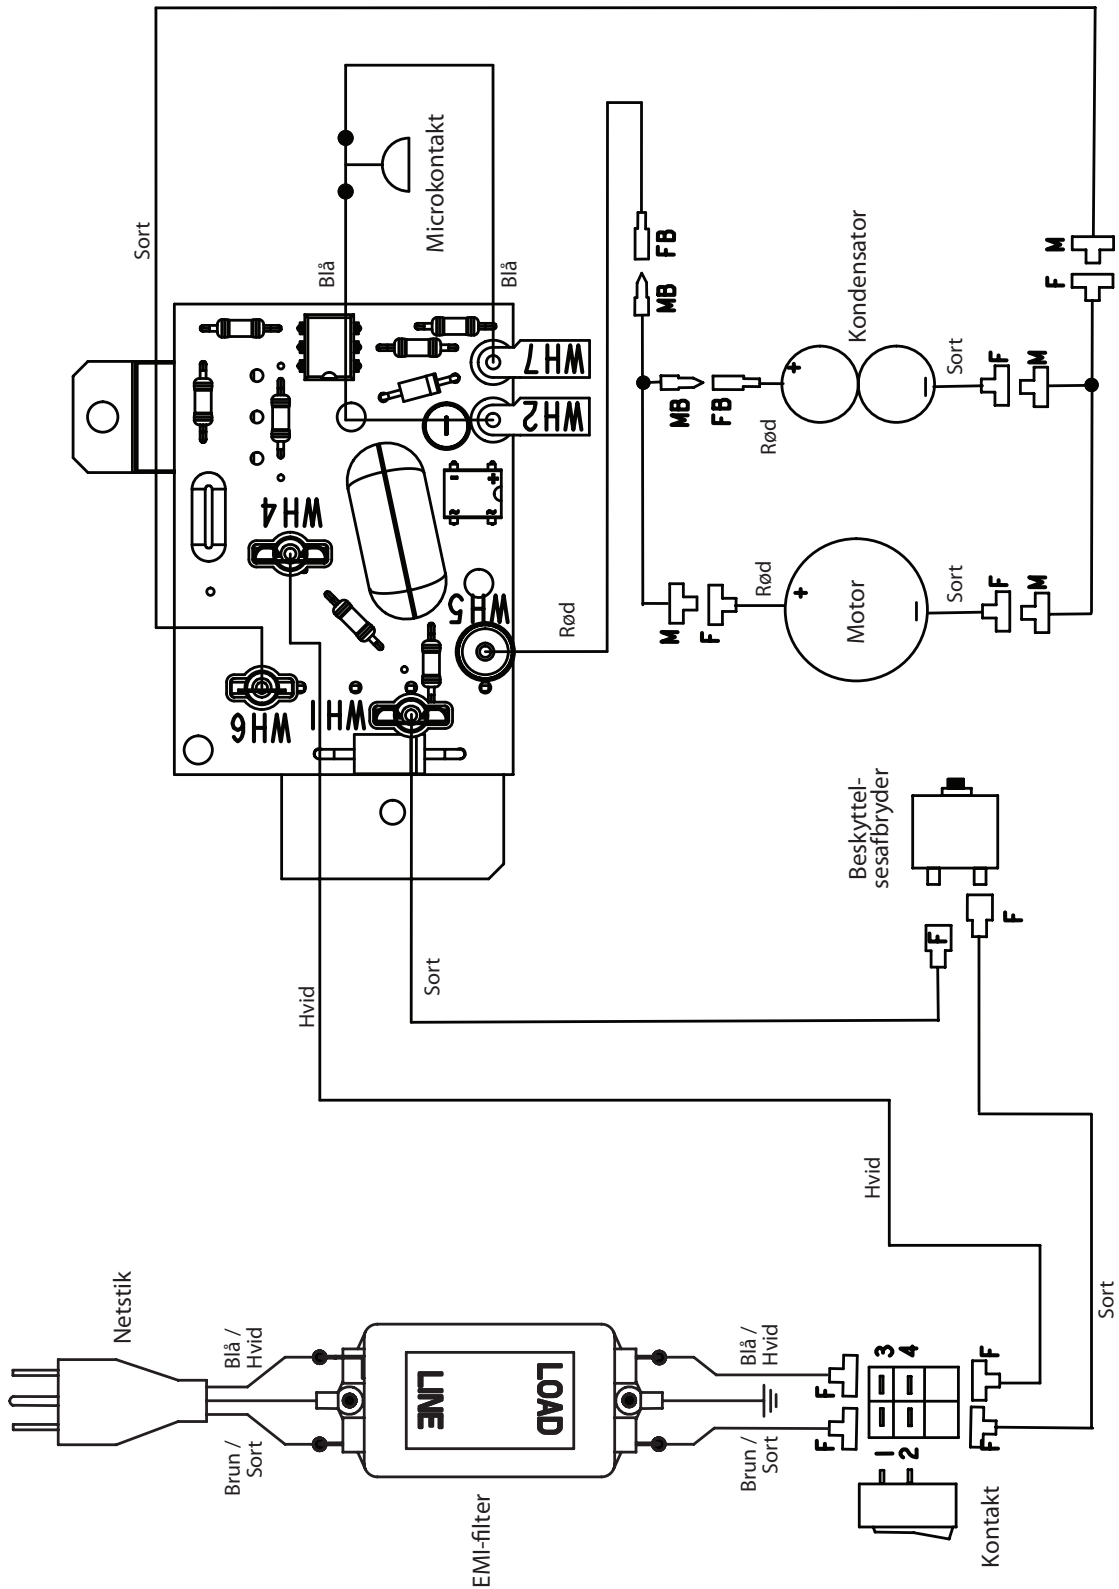 Netstik
Brun /
Sort
Blå /
Hvid
EMI-filter
LINE
LOAD
Brun /
Sort
Blå /
Hvid
F
F
1
2
3
4
F
F
Kontakt
Sort
Hvid
Hvid
Sort
Beskyttel-
sesafbryder
F
F
WH6
WH1
WH4
WH5
WH2
WH7
~
~
-
+
Sort
Blå
Blå
Microkontakt
Rød
MB
FB
M
F
Rød
+
Motor
−
Sort
F
M
MB
FB
Rød
+
Kondensator
−
Sort
F
M
F
M